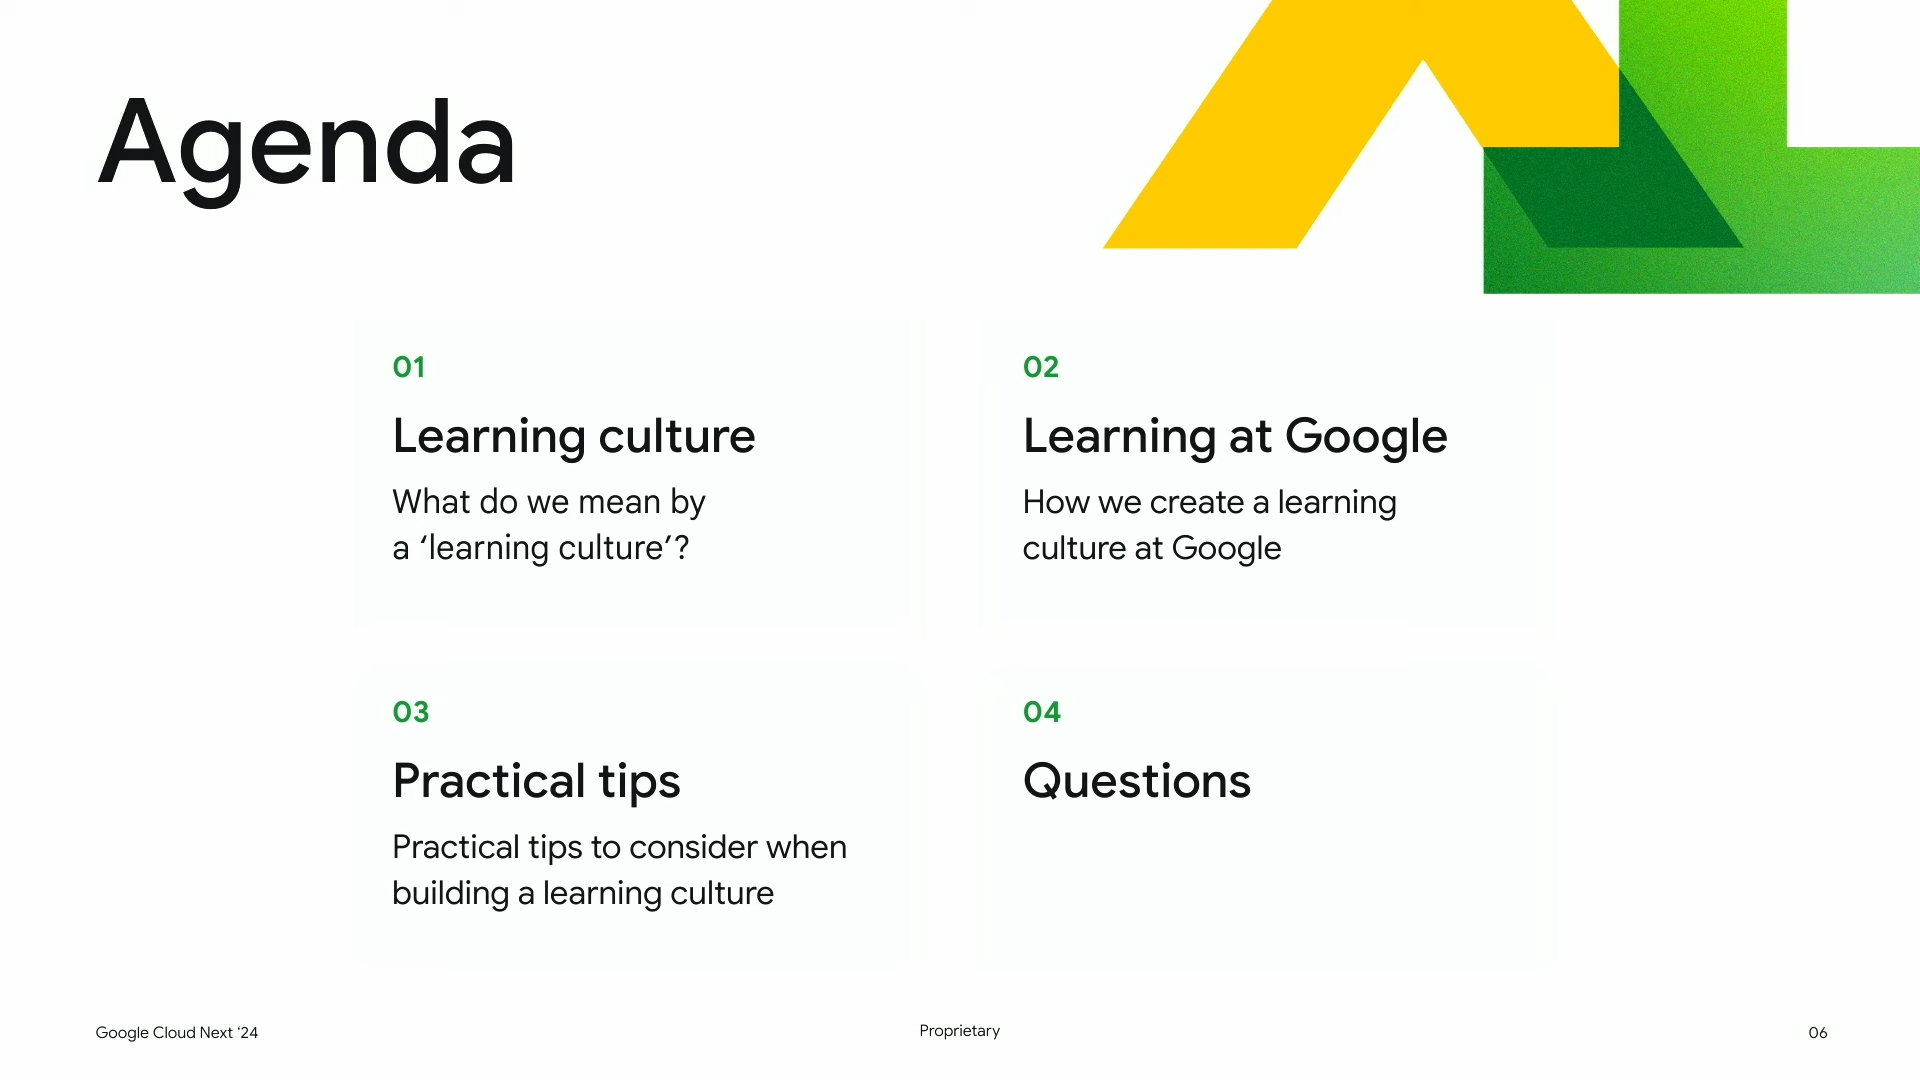 Agenda
01
Learning culture
What do we mean by
a ‘learning culture’?
02
Learning at Google
How we create a learning
culture at Google
03
Practical tips
Practical tips to consider when
building a learning culture
04
Questions
Google Cloud Next ‘24
Proprietary
06